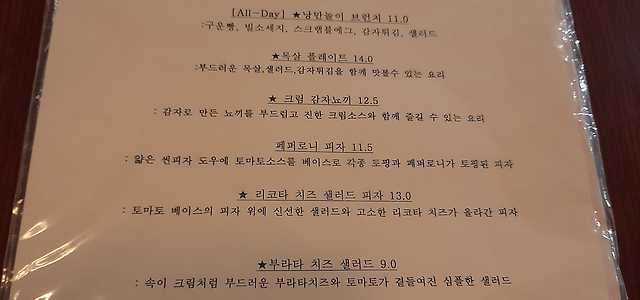 [All-Day] ★낭만돌이 브런치 11.0
:구운빵, 빌소세지, 스크램블에그, 감자튀김, 샐러드
★목살 플레이트 14.0
:부드러운 목살,샐러드,감자튀김을 함께 맛볼수 있는 요리
★ 크림 감자뇨끼 12.5
: 감자로 만든 뇨끼를 부드럽고 진한 크림소스와 함께 즐길 수 있는 요리
페퍼로니 피자 11.5
: 얇은 씬피자 도우에 토마토소스를 베이스로 각종 토핑과 페퍼로니가 토핑된 피자
★ 리코타 치즈 샐러드 피자 13.0
: 토마토 베이스의 피자 위에 신선한 샐러드와 고소한 리코타 치즈가 올라간 피자
★부라타 치즈 샐러드 9.0
: 속이 크림처럼 부드러운 부라타치즈와 토마토가 곁들여진 심플한 샐러드